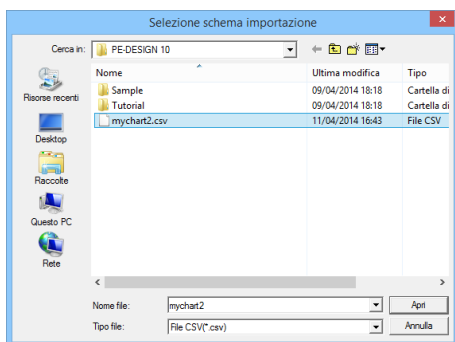 Selezione schema importazione
Cerca in: PE-DESIGN 10
Nome Ultima modifica Tipo
Sample 09/04/2014 18:18 Cartella di
Tutorial 09/04/2014 18:18 Cartella di
mychart2.csv 11/04/2014 16:43 File CSV
Risorse recenti
Desktop
Raccolte
Questo PC
Rete
Nome file: mychart2 Apri
Tipo file: File CSV(*.csv) Annulla